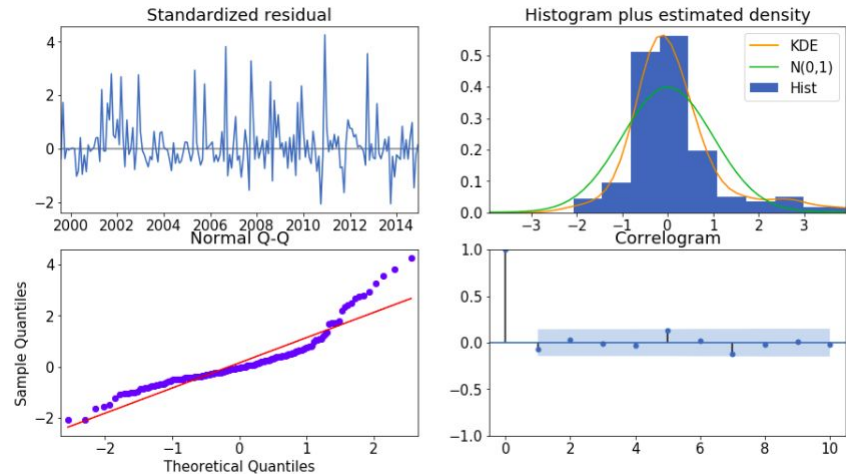 Standardized residual
4
2
0
−2
2000 2002 2004 2006 2008 2010 2012 2014
Histogram plus estimated density
KDE
N(0,1)
Hist
0.5
0.4
0.3
0.2
0.1
0.0
−3 −2 −1 0 1 2 3
Normal Q-Q
Sample Quantiles
4
2
0
−2
−2 −1 0 1 2
Theoretical Quantiles
Correlogram
1.0
0.5
0.0
−0.5
−1.0
0 2 4 6 8 10